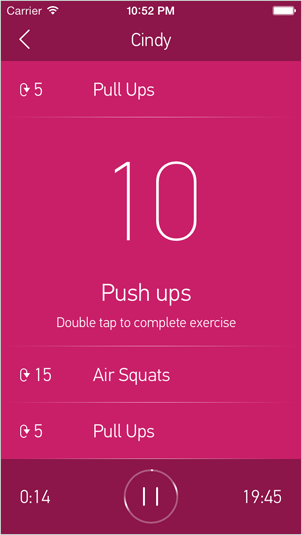 Carrier 10:52 PM
Cindy
5 Pull Ups
10
Push ups
Double tap to complete exercise
15 Air Squats
5 Pull Ups
0:14 19:45